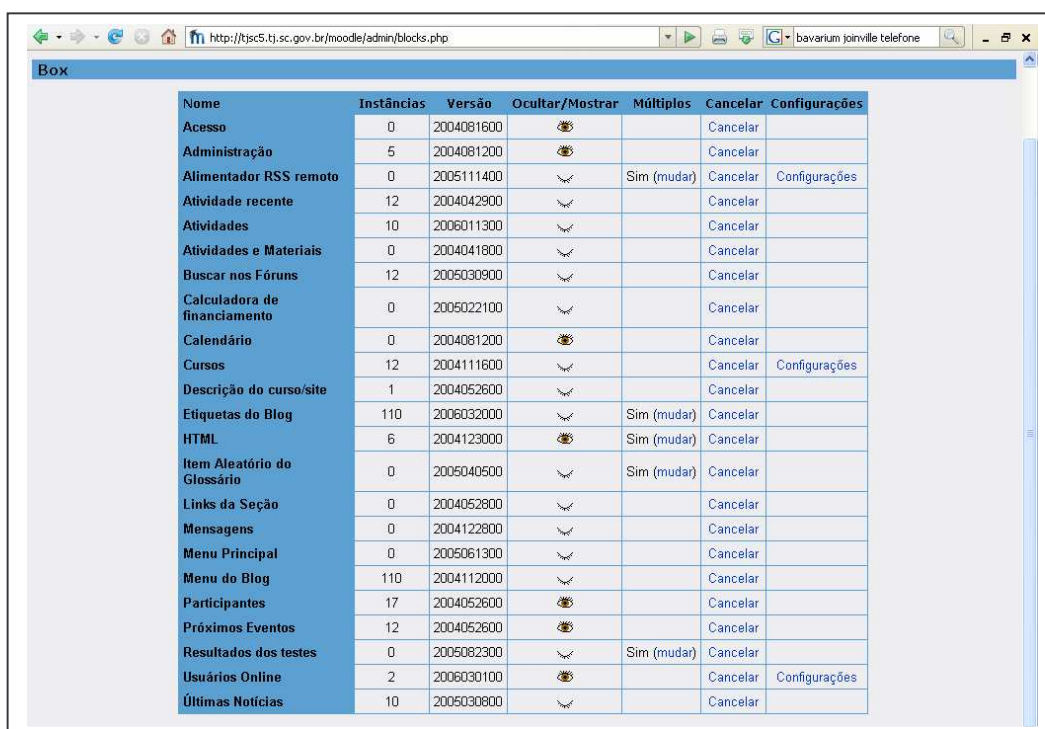 http://tjsc5.tj.sc.gov.br/moodle/admin/blocks.php G bavarium joinville telefone
Box
Nome Instâncias Versão Ocultar/Mostrar Múltiplos Cancelar Configurações
Acesso 0 2004081600 Cancelar
Administração 5 2004081200 Cancelar
Alimentador RSS remoto 0 2005111400 Sim (mudar) Cancelar Configurações
Atividade recente 12 2004042900 Cancelar
Atividades 10 2006011300 Cancelar
Atividades e Materiais 0 2004041800 Cancelar
Buscar nos Fóruns 12 2005030900 Cancelar
Calculadora de
financiamento 0 2005022100 Cancelar
Calendário 0 2004081200 Cancelar
Cursos 12 2004111600 Cancelar Configurações
Descrição do curso/site 1 2004052600 Cancelar
Etiquetas do Blog 110 2006032000 Sim (mudar) Cancelar
HTML 6 2004123000 Sim (mudar) Cancelar
Item Aleatório do
Glossário 0 2005040500 Sim (mudar) Cancelar
Links da Seção 0 2004052800 Cancelar
Mensagens 0 2004122800 Cancelar
Menu Principal 0 2005061300 Cancelar
Menu do Blog 110 2004112000 Cancelar
Participantes 17 2004052600 Cancelar
Próximos Eventos 12 2004052600 Cancelar
Resultados dos testes 0 2005082300 Sim (mudar) Cancelar
Usuários Online 2 2006030100 Cancelar Configurações
Últimas Notícias 10 2005030800 Cancelar